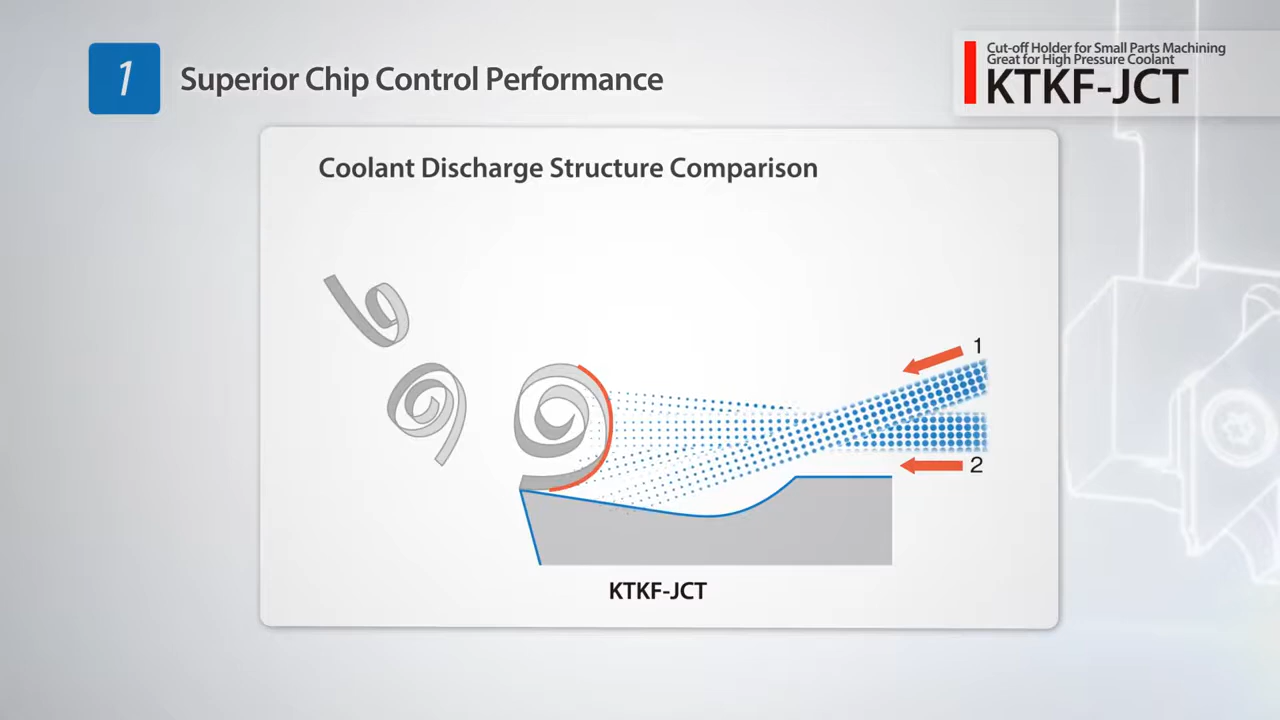 1
Superior Chip Control Performance
Cut-off Holder for Small Parts Machining
Great for High Pressure Coolant
KTKF-JCT
Coolant Discharge Structure Comparison
1
2
KTKF-JCT